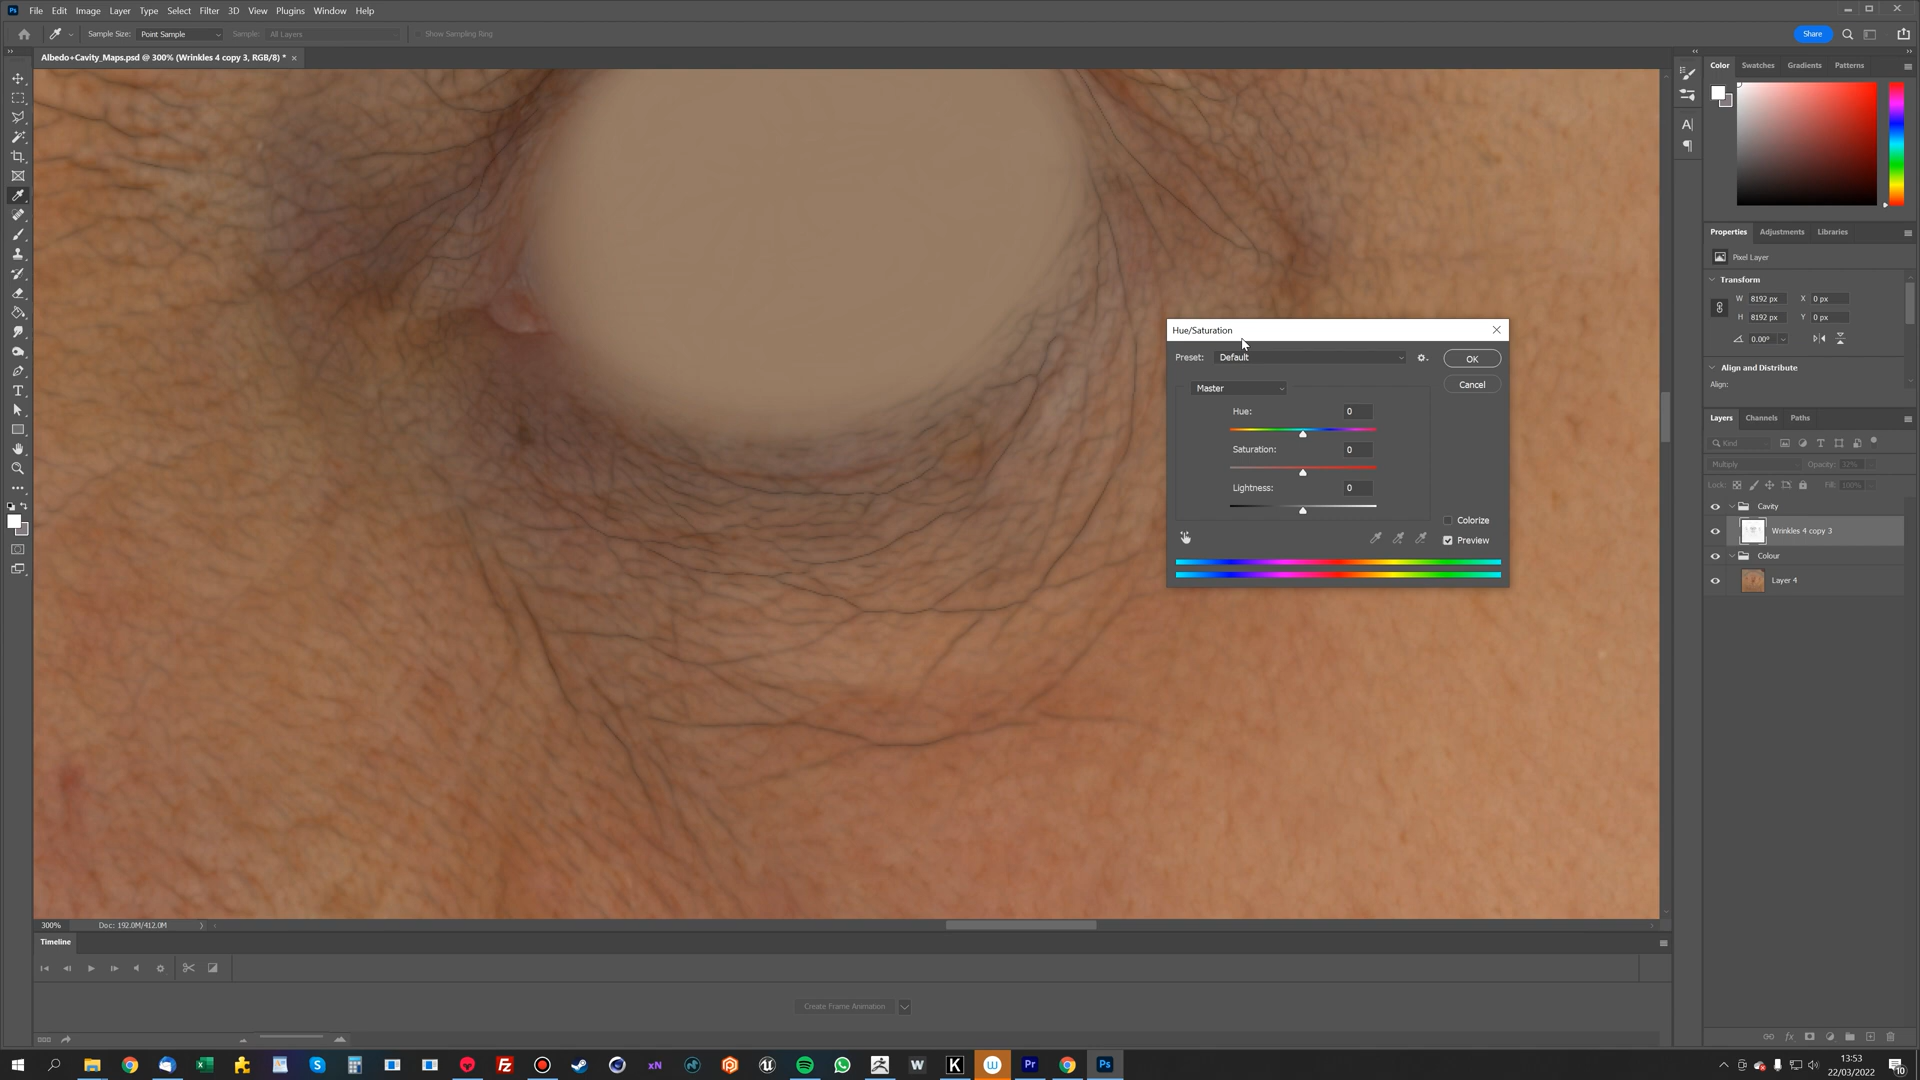 File Edit Image Layer Type Select Filter 3D View Plugins Window Help
Sample Size: Point Sample Sample: All Layers Show Sampling Ring Share
Albedo+Cavity_Maps.psd @ 300% (Wrinkles 4 copy 3, RGB/8) *
Color Swatches Gradients Patterns
Properties Adjustments Libraries
Pixel Layer
Transform
W 8192 px X 0 px
H 8192 px Y 0 px
0.00°
Align and Distribute
Align:
Layers Channels Paths
Kind
Multiply Opacity: 32%
Lock: Fill: 100%
Cavity
Wrinkles 4 copy 3
Colour
Layer 4
Hue/Saturation
Preset: Default OK
Cancel
Master
Hue: 0
Saturation: 0
Lightness: 0
Colorize
Preview
300% Doc: 192.0M/412.0M
Timeline
Create Frame Animation
13:53
22/03/2022
10